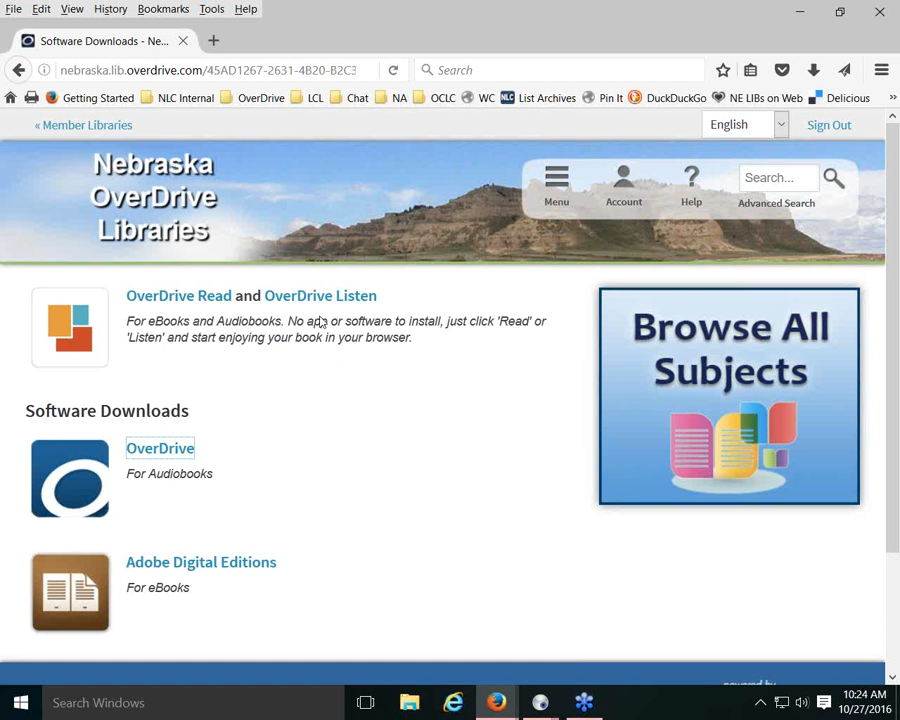 File Edit View History Bookmarks Tools Help
Software Downloads - Ne...
nebraska.lib.overdrive.com/45AD1267-2631-4B20-B2C3
Search
Getting Started NLC Internal OverDrive LCL Chat NA OCLC WC NLC List Archives Pin It DuckDuckGo NE LIBs on Web Delicious »
« Member Libraries
English
Sign Out
Nebraska
OverDrive
Libraries
Menu
Account
Help
Search...
Advanced Search
OverDrive Read and OverDrive Listen
For eBooks and Audiobooks. No app or software to install, just click 'Read' or
'Listen' and start enjoying your book in your browser.
Browse All
Subjects
Software Downloads
OverDrive
For Audiobooks
Adobe Digital Editions
For eBooks
powered by
Search Windows
10:24 AM
10/27/2016